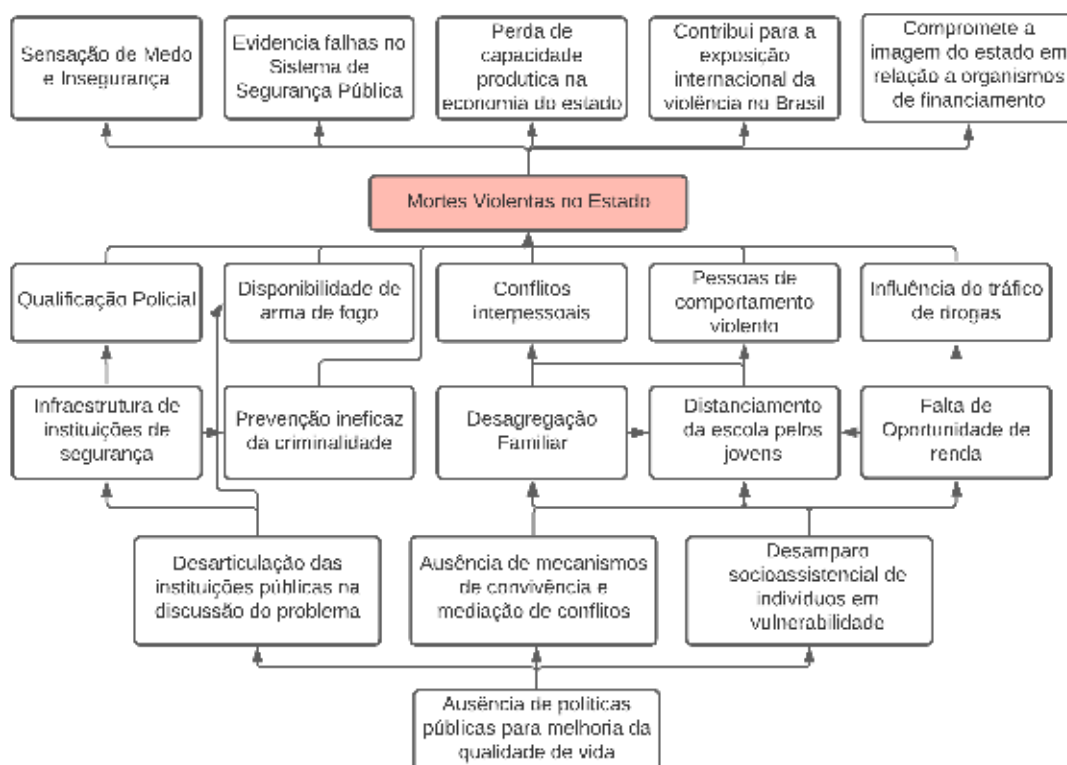 Sensação de Medo
e Insegurança
Evidencia falhas no
Sistema de
Segurança Pública
Perda de
capacidade
produtica na
economia do estado
Contribui para a
exposição
internacional da
violência no Brasil
Compromete a
imagem do estado em
relação a organismos
de financiamento
Mortes Violentas no Estado
Qualificação Policial
Disponibilidade de
arma de fogo
Conflitos
interpessoais
Pessoas de
comportamento
violento
Influência do tráfico
de drogas
Infraestrutura de
instituições de
segurança
Prevenção ineficaz
da criminalidade
Desagregação
Familiar
Distanciamento
da escola pelos
jovens
Falta de
Oportunidade de
renda
Desarticulação das
instituições públicas na
discussão do problema
Ausência de mecanismos
de convivência e
mediação de conflitos
Desamparo
socioassistencial de
indivíduos em
vulnerabilidade
Ausência de políticas
públicas para melhoria da
qualidade de vida